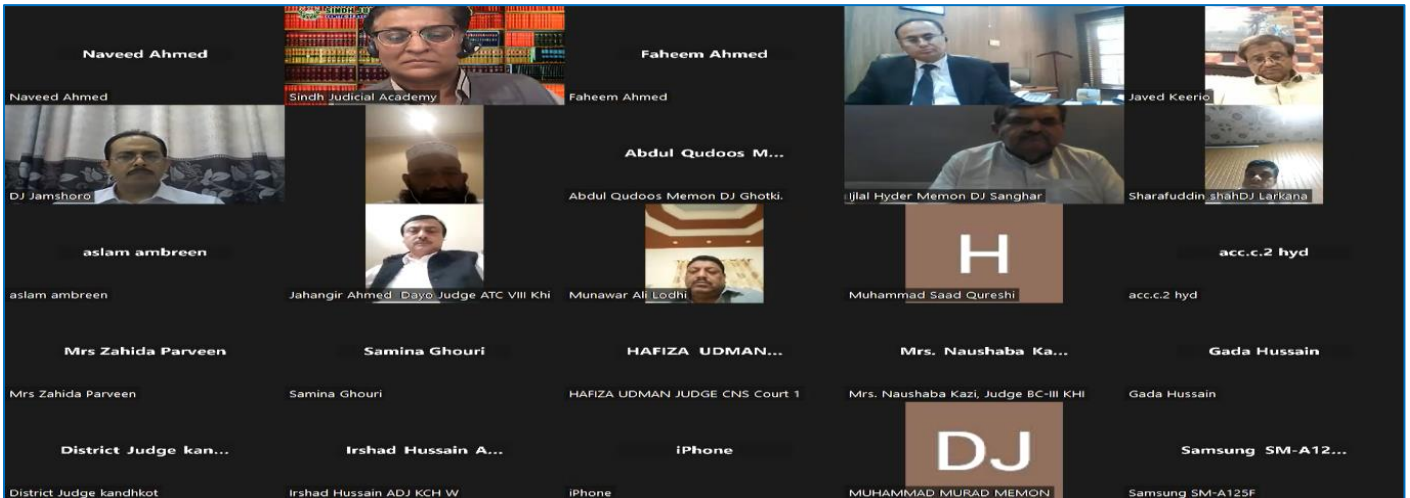 Naveed Ahmed
Naveed Ahmed
SINDH JU
Sindh Judicial Academy
Faheem Ahmed
Faheem Ahmed
Javed Keerio
DJ Jamshoro
Abdul Qudoos M...
Abdul Qudoos Memon DJ Ghotki.
ijlal Hyder Memon DJ Sanghar
Sharafuddin shahDJ Larkana
aslam ambreen
aslam ambreen
Jahangir Ahmed Dayo Judge ATC VIII Khi
Munawar Ali Lodhi
H
Muhammad Saad Qureshi
acc.c.2 hyd
acc.c.2 hyd
Mrs Zahida Parveen
Mrs Zahida Parveen
Samina Ghouri
Samina Ghouri
HAFIZA UDMAN...
HAFIZA UDMAN JUDGE CNS Court 1
Mrs. Naushaba Ka...
Mrs. Naushaba Kazi, Judge BC-III KHI
Gada Hussain
Gada Hussain
District Judge kan...
District Judge kandhkot
Irshad Hussain A...
Irshad Hussain ADJ KCH W
iPhone
iPhone
DJ
MUHAMMAD MURAD MEMON
Samsung SM-A12...
Samsung SM-A125F